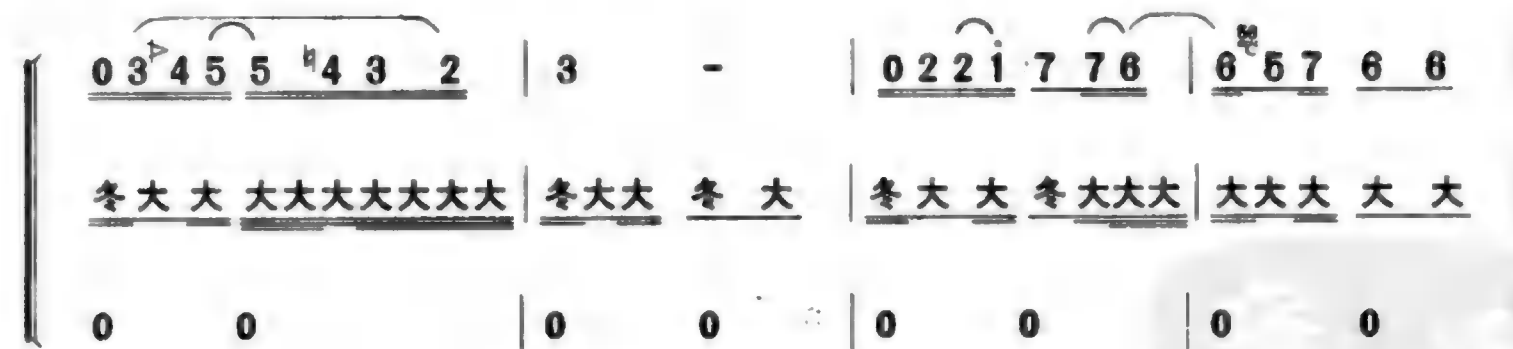 0 3 4 5 5 ♮4 3 2 | 3 - | 0 2 2 i 7 7 6 | 6 5 7 6 6
冬 大 大 大 大 大 大 大 大 大 | 冬 大 大 冬 大 | 冬 大 大 冬 大 大 大 | 大 大 大 大 大
0 0 | 0 0 | 0 0 | 0 0